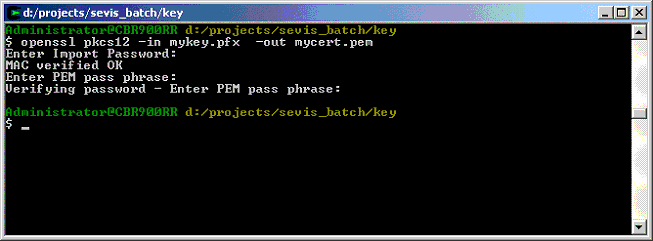 d:/projects/sevis_batch/key
Administrator@CBR900RR d:/projects/sevis_batch/key
$ openssl pkcs12 -in mykey.pfx  -out mycert.pem
Enter Import Password:
MAC verified OK
Enter PEM pass phrase:
Verifying password - Enter PEM pass phrase:
Administrator@CBR900RR d:/projects/sevis_batch/key
$ _